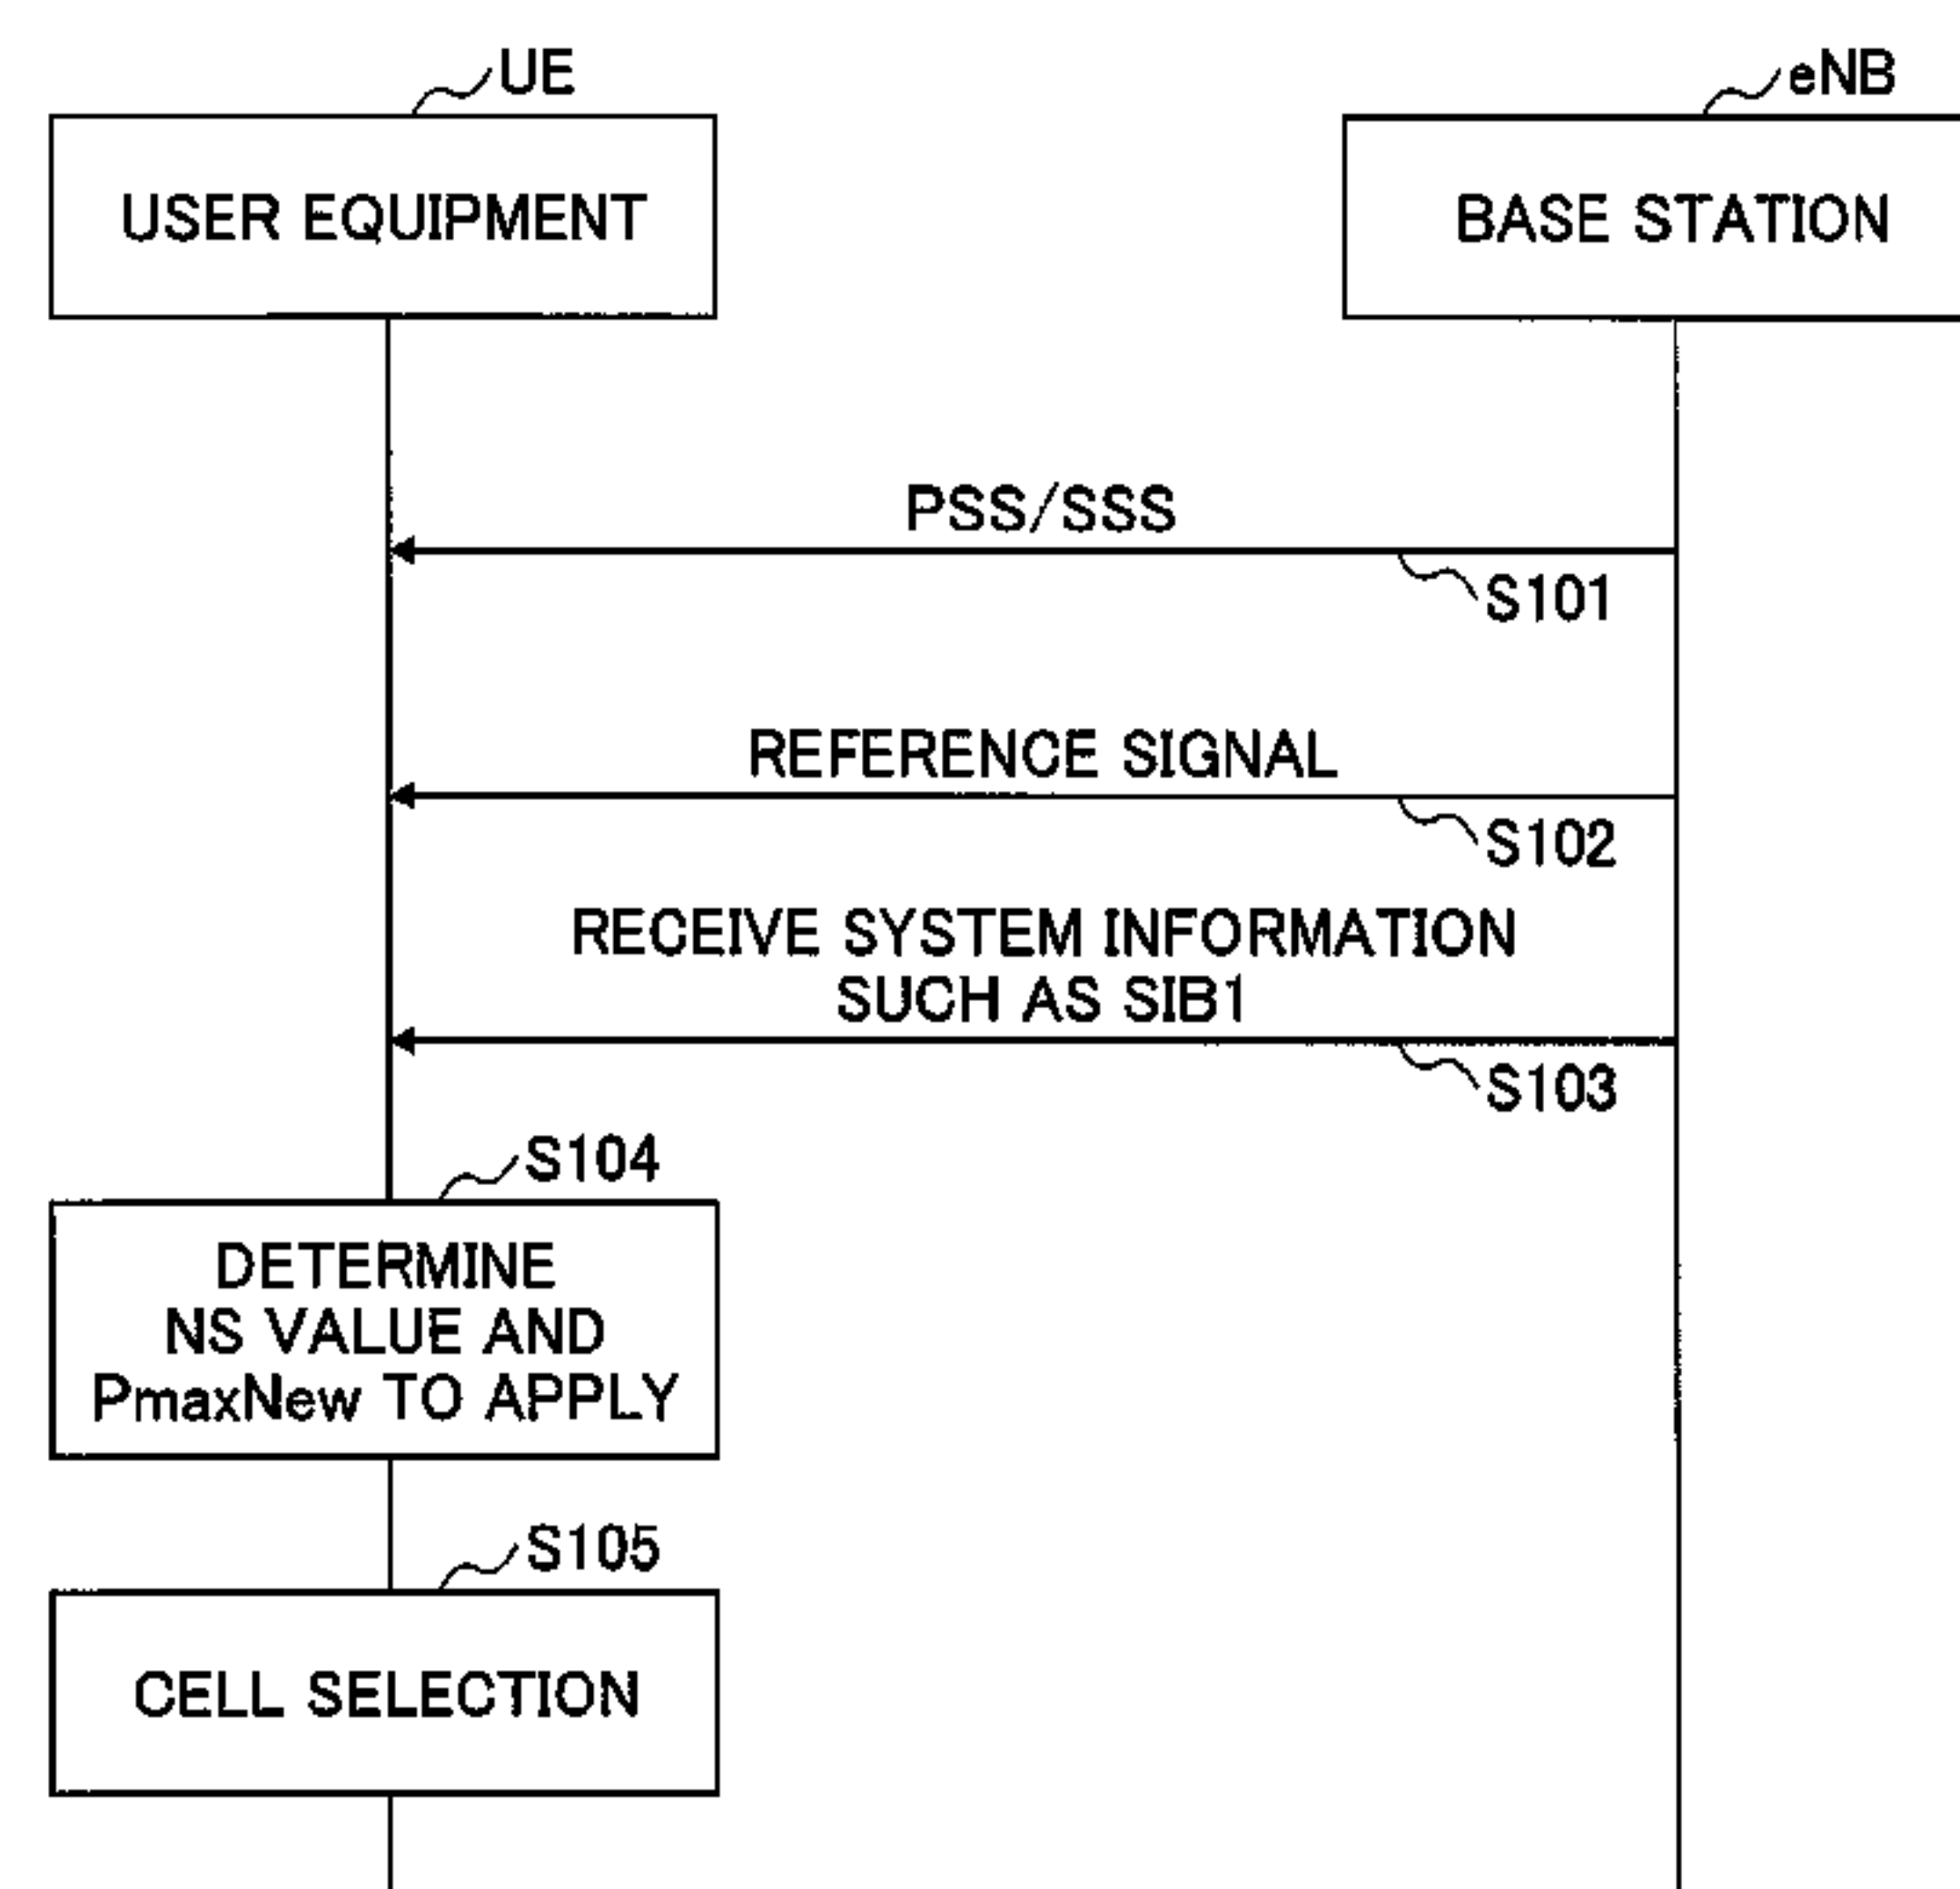 UE
eNB
USER EQUIPMENT
BASE STATION
PSS/SSS
S101
REFERENCE SIGNAL
S102
RECEIVE SYSTEM INFORMATION
SUCH AS SIB1
S103
S104
DETERMINE
NS VALUE AND
PmaxNew TO APPLY
S105
CELL SELECTION